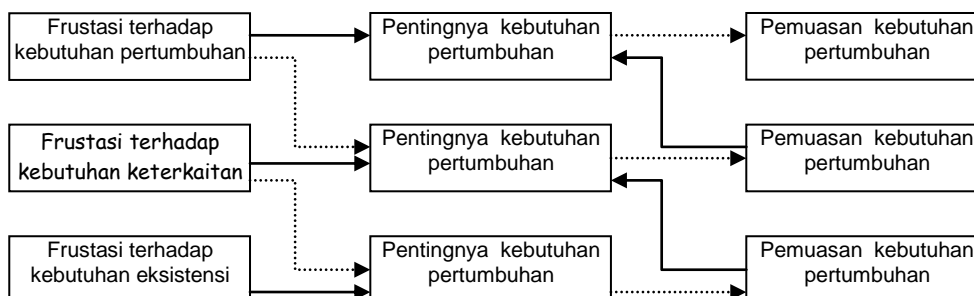 Frustasi terhadap
kebutuhan pertumbuhan
Pentingnya kebutuhan
pertumbuhan
Pemuasan kebutuhan
pertumbuhan
Frustasi terhadap
kebutuhan keterkaitan
Pentingnya kebutuhan
pertumbuhan
Pemuasan kebutuhan
pertumbuhan
Frustasi terhadap
kebutuhan eksistensi
Pentingnya kebutuhan
pertumbuhan
Pemuasan kebutuhan
pertumbuhan